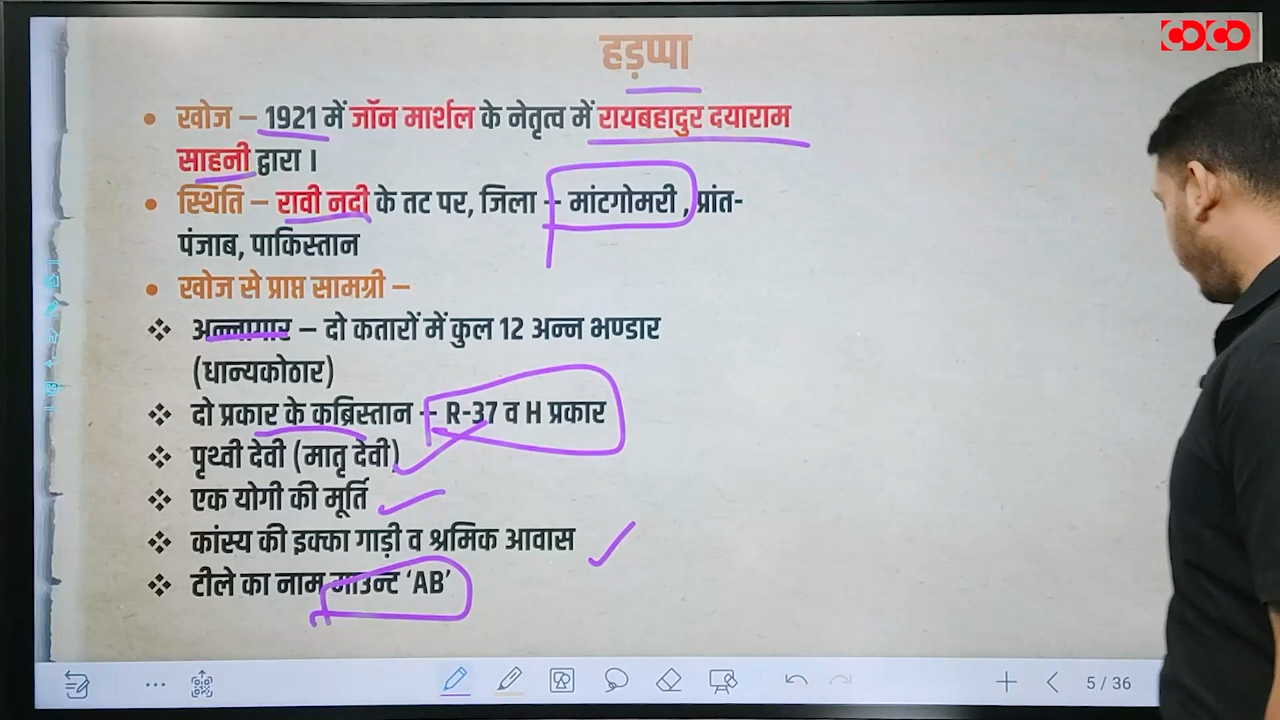 COCO
हड़प्पा
• खोज – 1921 में जॉन मार्शल के नेतृत्व में रायबहादुर दयाराम
साहनी द्वारा ।
• स्थिति – रावी नदी के तट पर, जिला – मांटगोमरी , प्रांत-
पंजाब, पाकिस्तान
• खोज से प्राप्त सामग्री –
❖ अन्नागार – दो कतारों में कुल 12 अन्न भण्डार
(धान्यकोठार)
❖ दो प्रकार के कब्रिस्तान – R-37 व H प्रकार
❖ पृथ्वी देवी (मातृ देवी)
❖ एक योगी की मूर्ति
❖ कांस्य की इक्का गाड़ी व श्रमिक आवास
❖ टीले का नाम माउन्ट ‘AB’
5 / 36